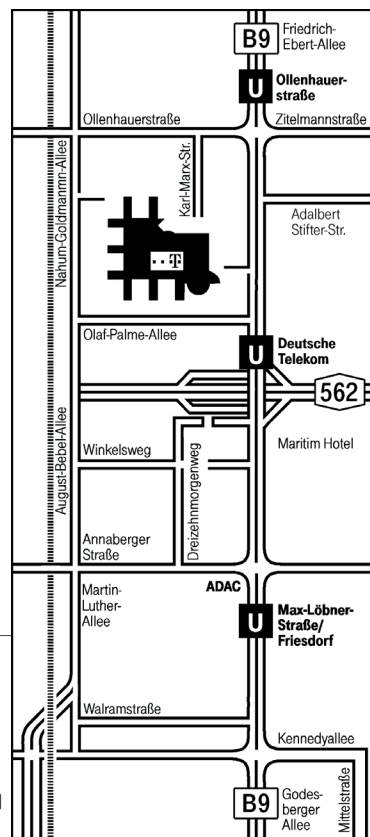 B9
Friedrich-
Ebert-Allee
U
Ollenhauer-
straße
Ollenhauerstraße
Zitelmannstraße
Nahum-Goldmannn-Allee
Karl-Marx-Str.
Adalbert
Stifter-Str.
T
Olaf-Palme-Allee
U
Deutsche
Telekom
562
August-Bebel-Allee
Winkelsweg
Dreizehnmorgenweg
Maritim Hotel
Annaberger
Straße
Martin-
Luther-
Allee
ADAC
U
Max-Löbner-
Straße/
Friesdorf
Walramstraße
Kennedyallee
B9
Godes-
berger
Allee
Mittelstraße